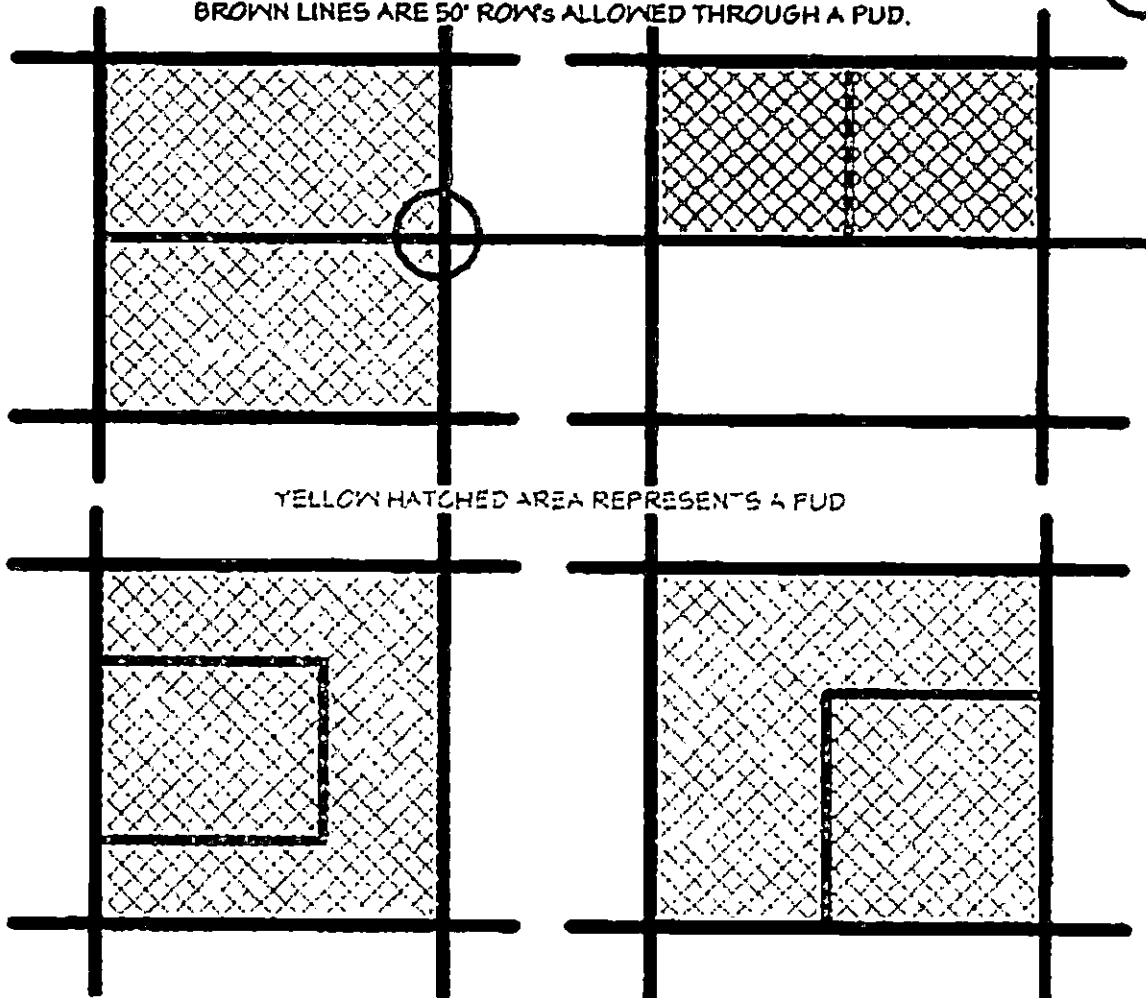 BROWN LINES ARE 50' ROW's ALLOWED THROUGH A PUD.
YELLOW HATCHED AREA REPRESENTS A PUD